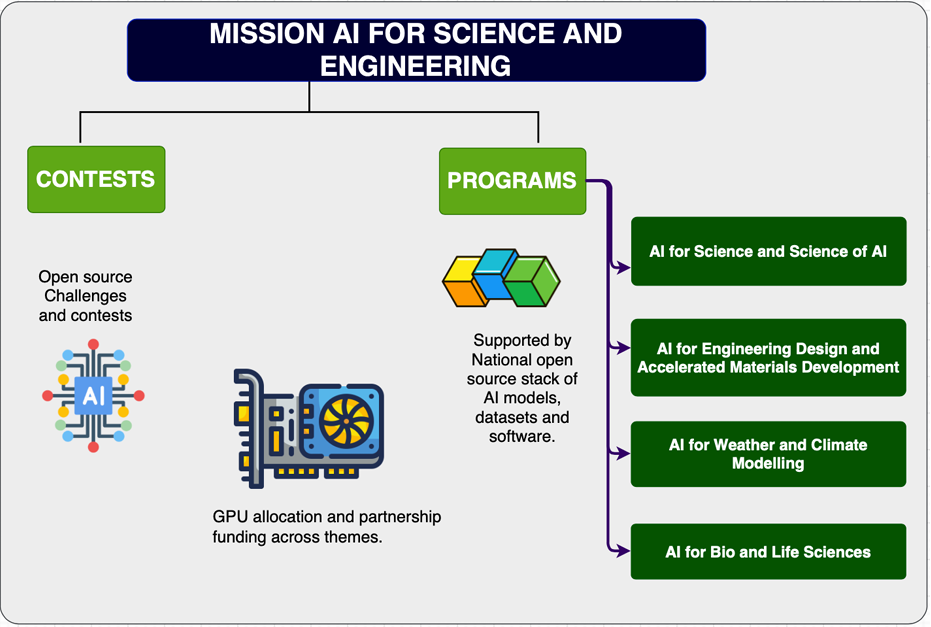 MISSION AI FOR SCIENCE AND
ENGINEERING
CONTESTS
PROGRAMS
Open source
Challenges
and contests
AI
GPU allocation and partnership
funding across themes.
Supported by
National open
source stack of
AI models,
datasets and
software.
AI for Science and Science of AI
AI for Engineering Design and
Accelerated Materials Development
AI for Weather and Climate
Modelling
AI for Bio and Life Sciences